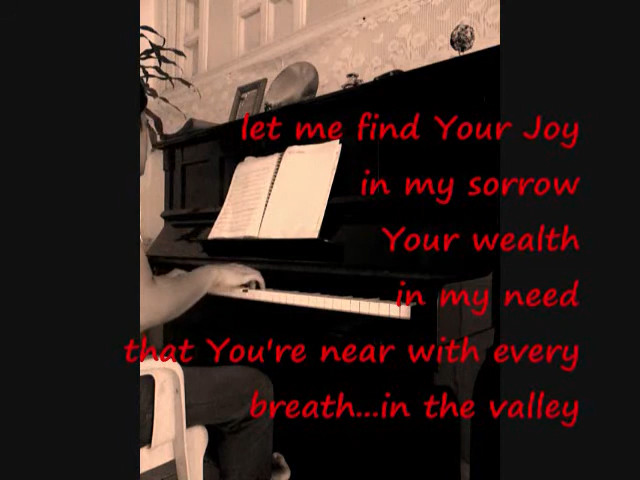 let me find Your Joy
in my sorrow
Your wealth
in my need
that You're near with every
breath...in the valley